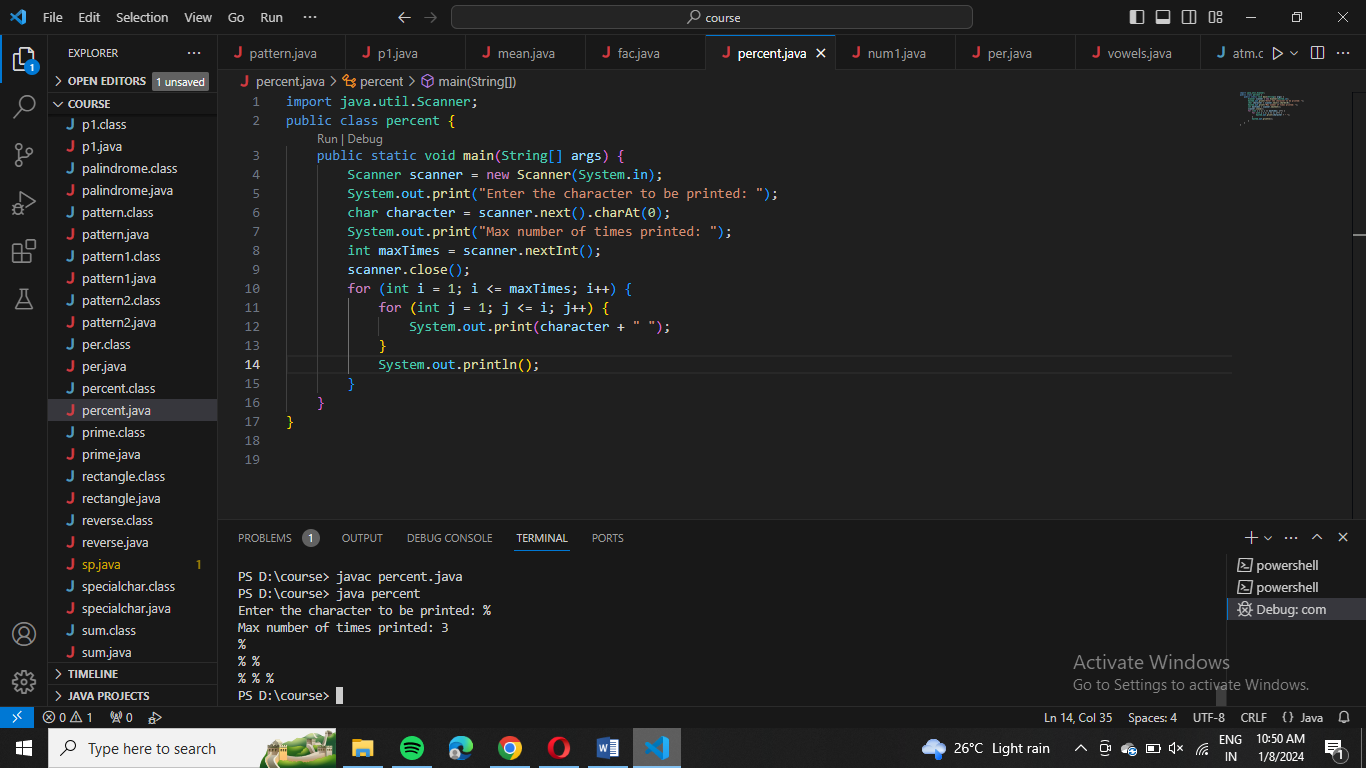 File Edit Selection View Go Run ··· course
EXPLORER ···
OPEN EDITORS 1 unsaved
COURSE
p1.class
p1.java
palindrome.class
palindrome.java
pattern.class
pattern.java
pattern1.class
pattern1.java
pattern2.class
pattern2.java
per.class
per.java
percent.class
percent.java
prime.class
prime.java
rectangle.class
rectangle.java
reverse.class
reverse.java
sp.java 1
specialchar.class
specialchar.java
sum.class
sum.java
TIMELINE
JAVA PROJECTS
1
pattern.java p1.java mean.java fac.java percent.java num1.java per.java vowels.java atm.c
percent.java > percent > main(String[])
1 import java.util.Scanner;
2 public class percent {
Run | Debug
3 public static void main(String[] args) {
4 Scanner scanner = new Scanner(System.in);
5 System.out.print("Enter the character to be printed: ");
6 char character = scanner.next().charAt(0);
7 System.out.print("Max number of times printed: ");
8 int maxTimes = scanner.nextInt();
9 scanner.close();
10 for (int i = 1; i <= maxTimes; i++) {
11 for (int j = 1; j <= i; j++) {
12 System.out.print(character + " ");
13 }
14 System.out.println();
15 }
16 }
17 }
18
19
PROBLEMS 1 OUTPUT DEBUG CONSOLE TERMINAL PORTS
PS D:\course> javac percent.java
PS D:\course> java percent
Enter the character to be printed: %
Max number of times printed: 3
%
% %
% % %
PS D:\course>
powershell
powershell
Debug: com
Activate Windows
Go to Settings to activate Windows.
0 1 0 Ln 14, Col 35 Spaces: 4 UTF-8 CRLF {} Java
Type here to search 26°C Light rain ENG IN 10:50 AM 1/8/2024 1